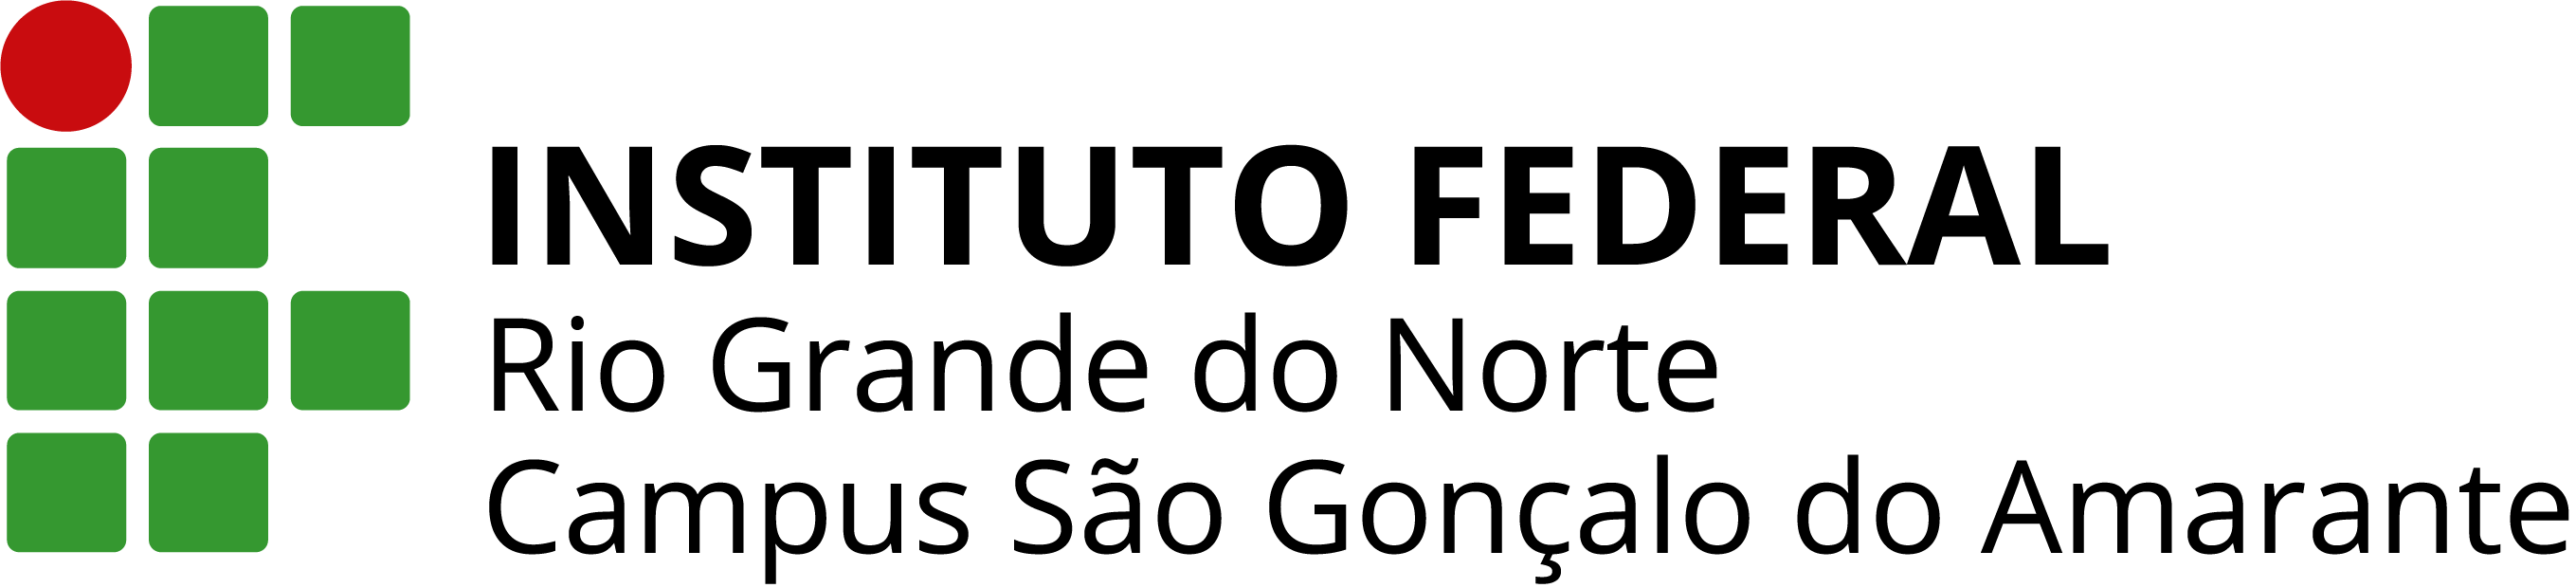 INSTITUTO FEDERAL
Rio Grande do Norte
Campus São Gonçalo do Amarante